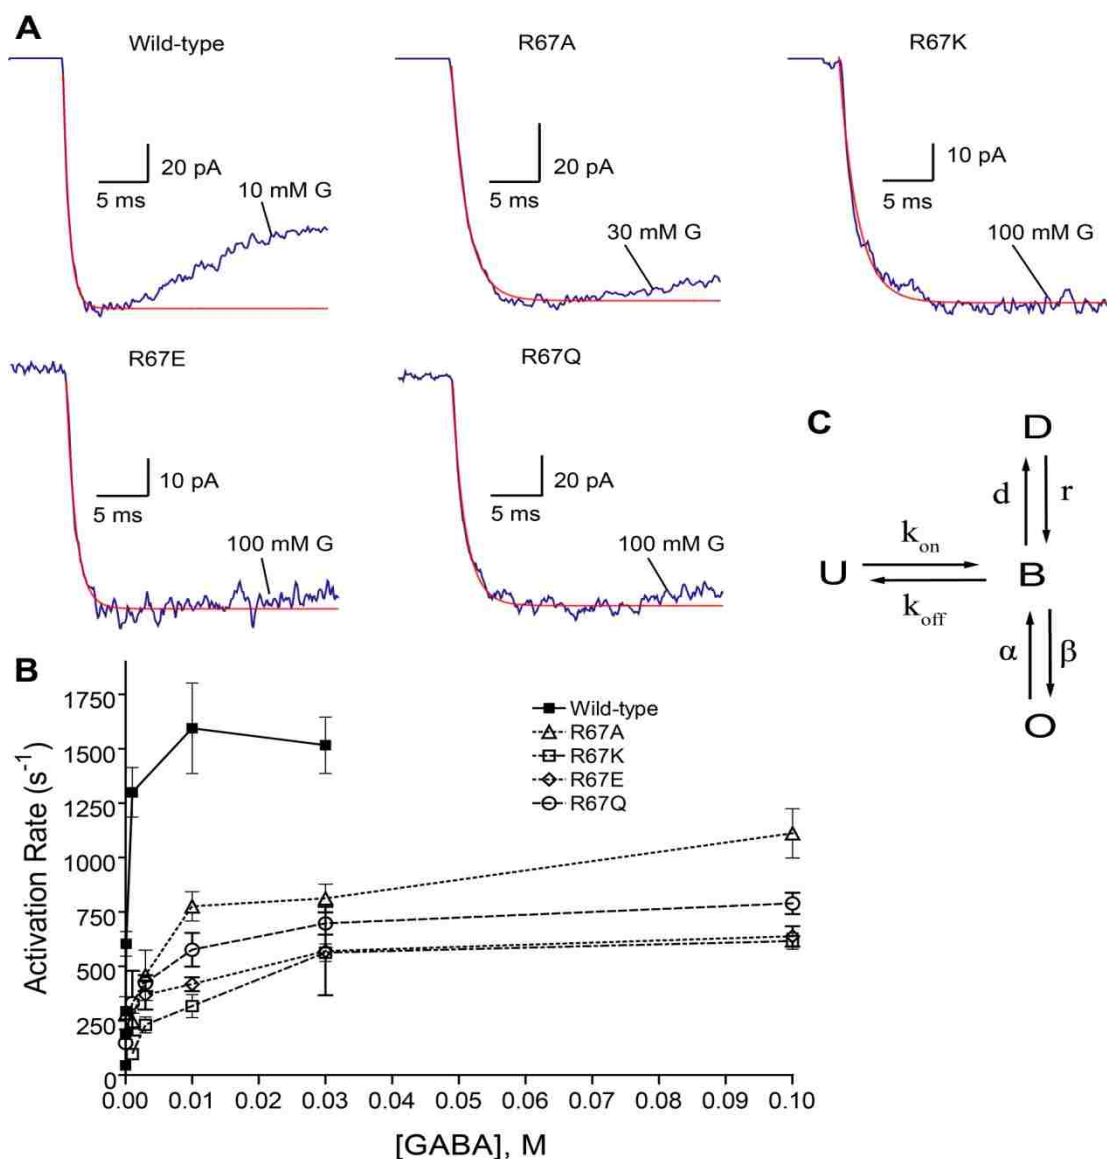 A
Wild-type
R67A
R67K
20 pA
5 ms
10 mM G
20 pA
5 ms
30 mM G
10 pA
5 ms
100 mM G
R67E
R67Q
10 pA
5 ms
100 mM G
20 pA
5 ms
100 mM G
C
D
d
r
k on
U
B
k off
α
β
O
B
Activation Rate (s-1)
1750
1500
1250
1000
750
500
250
0
Wild-type
R67A
R67K
R67E
R67Q
0.00 0.01 0.02 0.03 0.04 0.05 0.06 0.07 0.08 0.09 0.10
[GABA], M